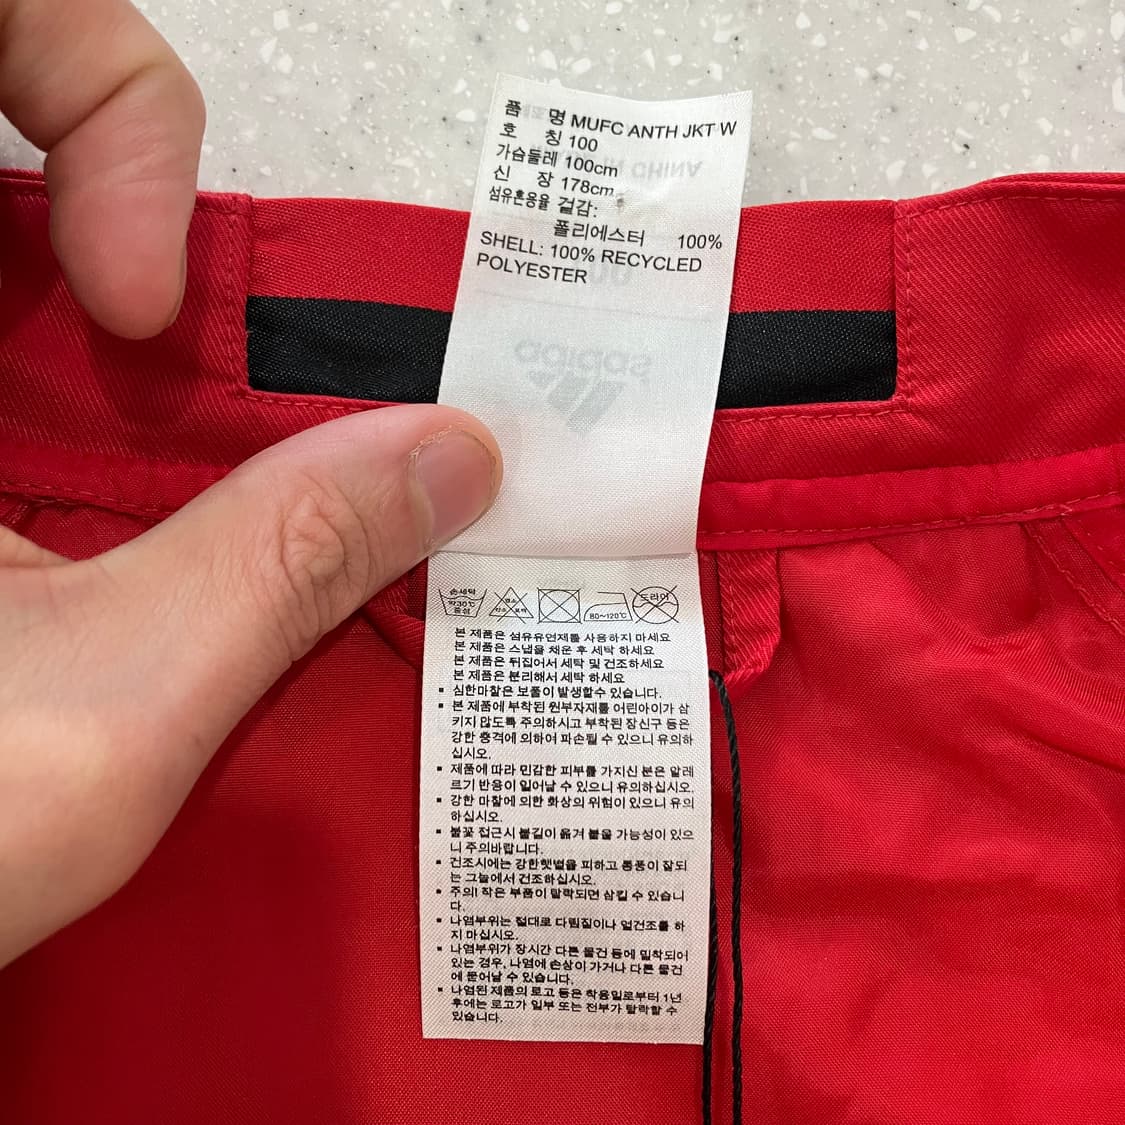 품 명 MUFC ANTH JKT W
호 칭 100
가슴둘레 100cm
신 장 178cm
섬유혼용율 겉감:
폴리에스터 100%
SHELL: 100% RECYCLED
POLYESTER
adidas
손세탁 약30℃ 중성 염소 산소 표백 80~120℃ 드라이
본 제품은 섬유유연제를 사용하지 마세요
본 제품은 스냅을 채운 후 세탁 하세요
본 제품은 뒤집어서 세탁 및 건조하세요
본 제품은 분리해서 세탁 하세요
▪ 심한마찰은 보풀이 발생할수 있습니다.
▪ 본 제품에 부착된 원부자재를 어린아이가 삼
키지 않도록 주의하시고 부착된 장신구 등은
강한 충격에 의하여 파손될 수 있으니 유의하
십시오.
▪ 제품에 따라 민감한 피부를 가지신 분은 알레
르기 반응이 일어날 수 있으니 유의하십시오.
▪ 강한 마찰에 의한 화상의 위험이 있으니 유의
하십시오.
▪ 불꽃 접근시 불길이 옮겨 붙을 가능성이 있으
니 주의바랍니다.
▪ 건조시에는 강한햇볕을 피하고 통풍이 잘되
는 그늘에서 건조하십시오.
▪ 주의! 작은 부품이 탈락되면 삼킬 수 있습니
다.
▪ 나염부위는 절대로 다림질이나 열건조를 하
지 마십시오.
▪ 나염부위가 장시간 다른 물건 등에 밀착되어
있는 경우, 나염에 손상이 가거나 다른 물건
에 묻어날 수 있습니다.
▪ 나염된 제품의 로고 등은 착용일로부터 1년
후에는 로고가 일부 또는 전부가 탈락할 수
있습니다.